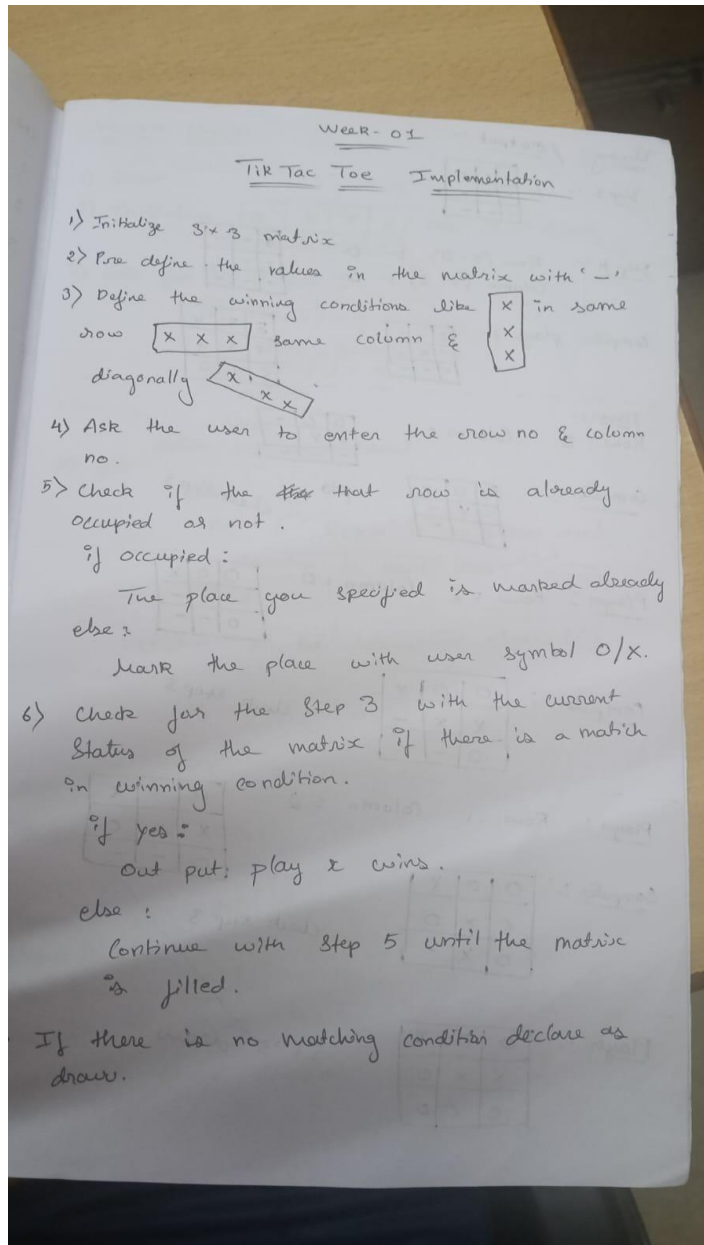 Week- 01
Tik Tac Toe Implementation
1) Initialize 3x3 matrix
2) Pre define the values in the matrix with '_'
3) Define the winning conditions like x x x in same
row x x x same column &
diagonally x x x
4) Ask the user to enter the row no & column
no.
5) Check if the that row is already
occupied or not.
if occupied :
The place you specified is marked already
else :
Mark the place with user symbol O/X.
6) Check for the Step 3 with the current
Status of the matrix if there is a match
in winning condition.
if yes :
Out put: play x wins.
else :
Continue with Step 5 until the matrix
is filled.
If there is no matching condition declare as
draw.